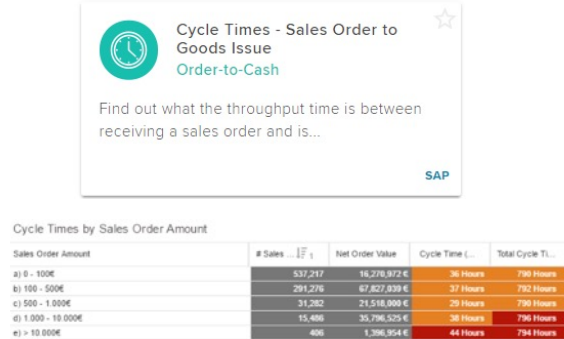 Cycle Times - Sales Order to
Goods Issue
Order-to-Cash
Find out what the throughput time is between
receiving a sales order and is...
SAP
Cycle Times by Sales Order Amount
Sales Order Amount # Sales ... 1 Net Order Value Cycle Time (... Total Cycle Ti...
a) 0 - 100€ 537,217 16,270,972 € 36 Hours 790 Hours
b) 100 - 500€ 291,276 67,827,039 € 37 Hours 792 Hours
c) 500 - 1.000€ 31,282 21,518,000 € 29 Hours 790 Hours
d) 1.000 - 10.000€ 15,486 35,796,525 € 38 Hours 796 Hours
e) > 10.000€ 406 1,396,954 € 44 Hours 794 Hours